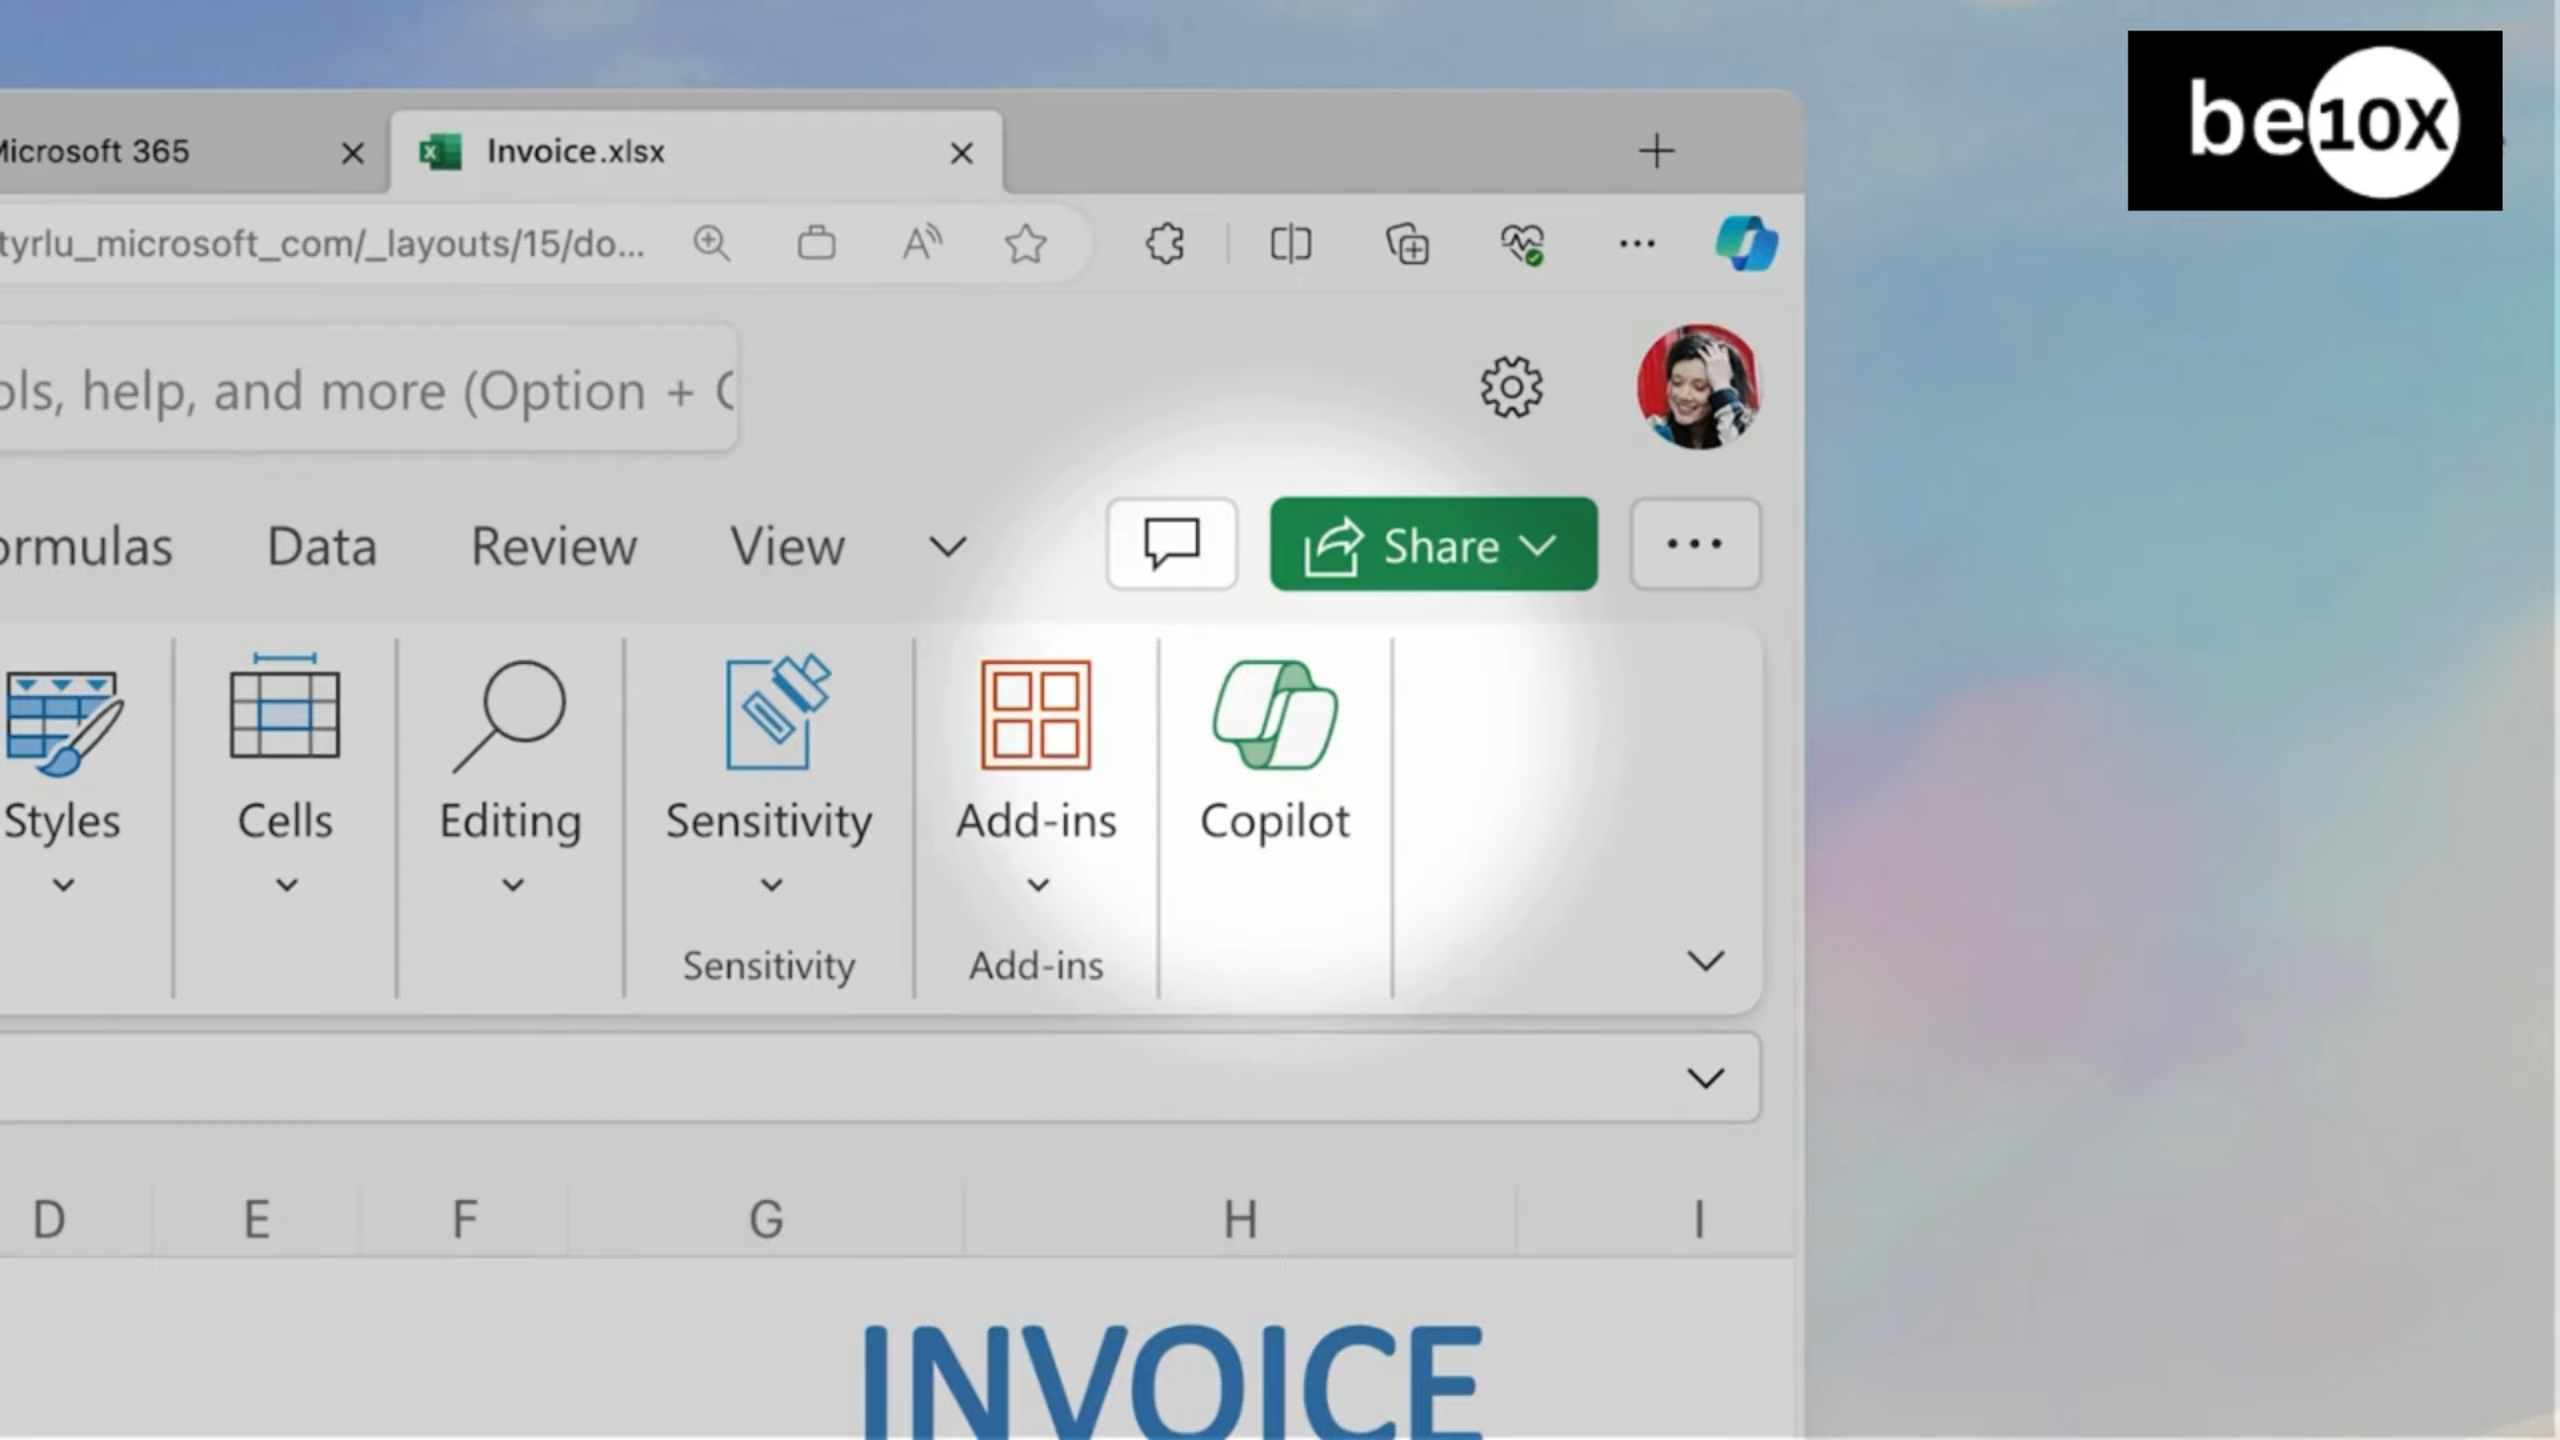 be10X
Microsoft 365
Invoice.xlsx
tyrlu_microsoft_com/_layouts/15/do...
ols, help, and more (Option +
ormulas Data Review View
Share
Styles Cells Editing Sensitivity Add-ins Copilot
Sensitivity Add-ins
D E F G H I
INVOICE